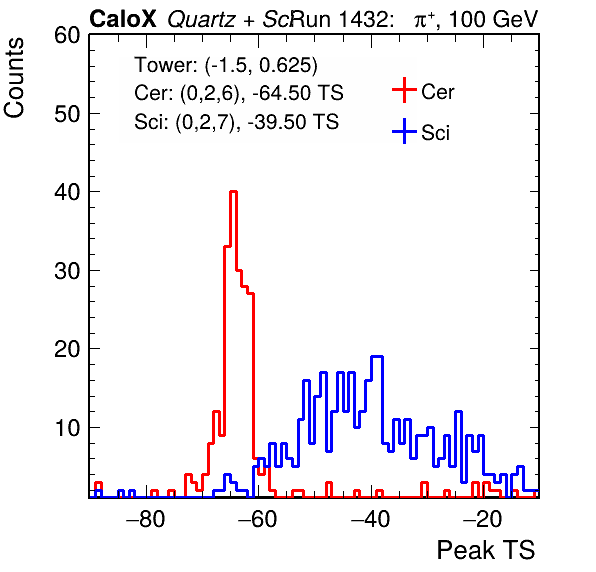 CaloX Quartz + ScRun 1432: π⁺, 100 GeV
Counts
Tower: (-1.5, 0.625)
Cer: (0,2,6), -64.50 TS
Sci: (0,2,7), -39.50 TS
Cer
Sci
60
50
40
30
20
10
−80 −60 −40 −20
Peak TS